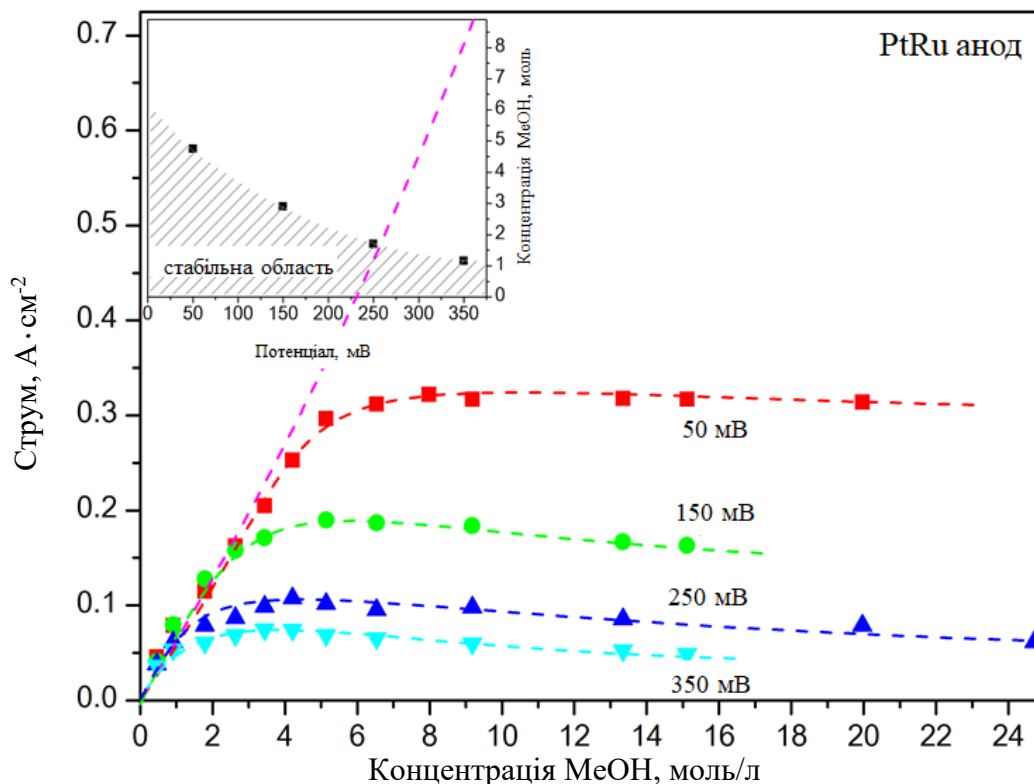 PtRu анод
0.7
0.6
0.5
0.4
0.3
0.2
0.1
0.0
Струм, А·см⁻²
8
7
6
5
4
3
2
1
0
Концентрація MeOH, моль
стабільна область
0 50 100 150 200 250 300 350
Потенціал, мВ
50 мВ
150 мВ
250 мВ
350 мВ
0 2 4 6 8 10 12 14 16 18 20 22 24
Концентрація MeOH, моль/л